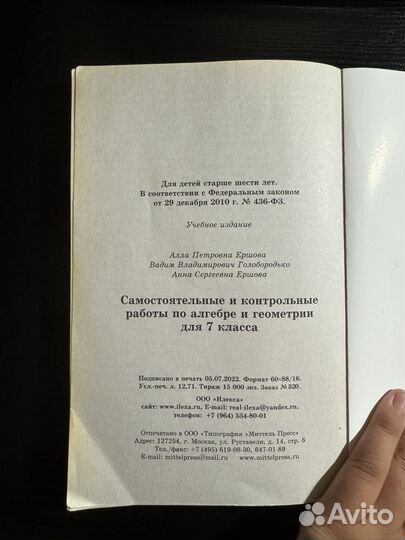 Для детей старше шести лет.
В соответствии с Федеральным законом
от 29 декабря 2010 г. № 436-ФЗ.
Учебное издание
Алла Петровна Ершова
Вадим Владимирович Голобородько
Анна Сергеевна Ершова
Самостоятельные и контрольные
работы по алгебре и геометрии
для 7 класса
Подписано в печать 05.07.2022. Формат 60×88/16.
Усл.-печ. л. 12,71. Тираж 15 000 экз. Заказ №520.
ООО «Илекса»
сайт: www.ilexa.ru, E-mail: real-ilexa@yandex.ru.
телефон: +7 (964) 534-80-01
Отпечатано в ООО «Типография «Миттель Пресс»
Адрес: 127254, г. Москва, ул. Руставели, д. 14, стр. 6
Тел./факс: +7 (495) 619-08-30, 647-01-89
E-mail: mittelpress@mail.ru www.mittelpress.ru
Avito